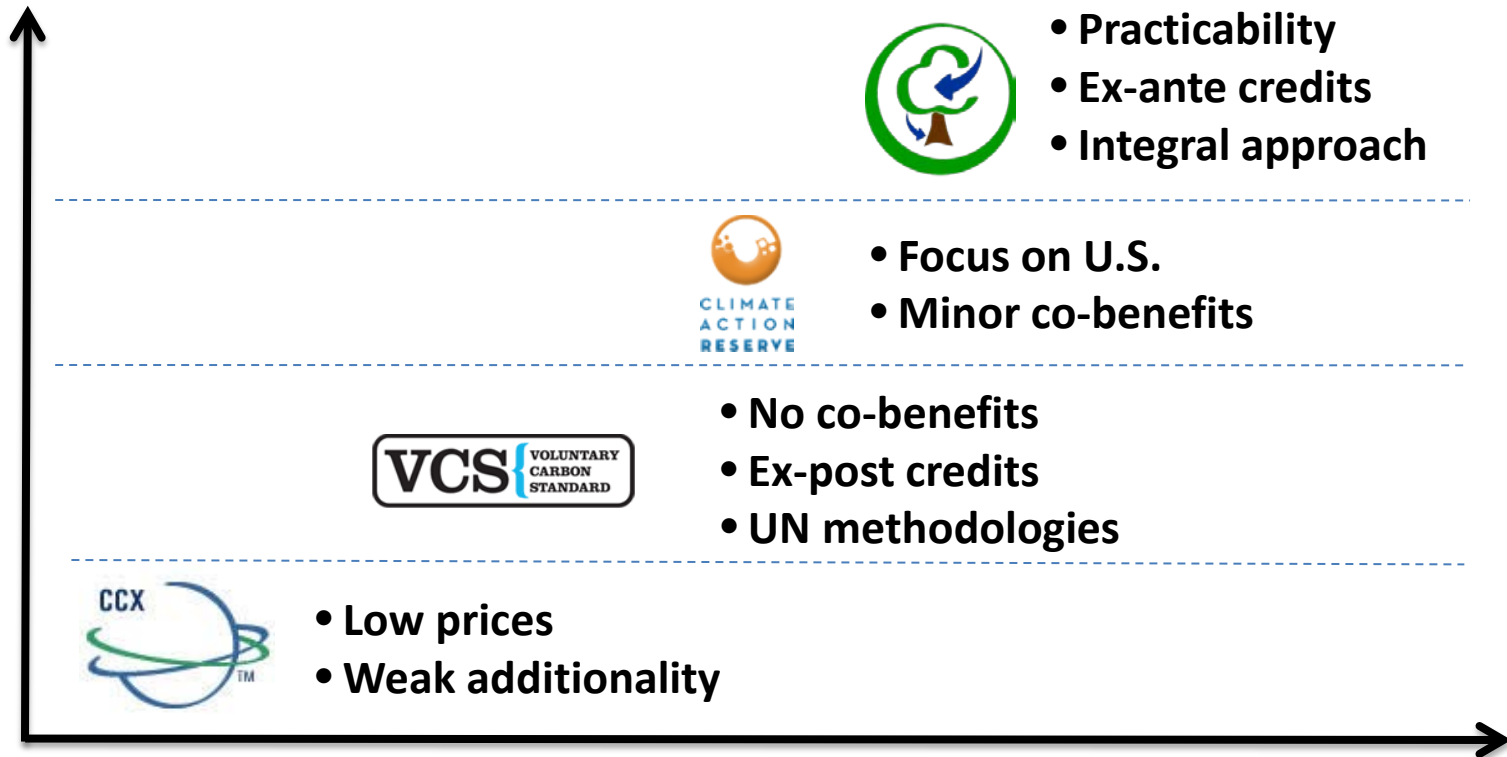 • Practicability
• Ex-ante credits
• Integral approach
CLIMATE
ACTION
RESERVE
• Focus on U.S.
• Minor co-benefits
VCS
VOLUNTARY
CARBON
STANDARD
• No co-benefits
• Ex-post credits
• UN methodologies
CCX
TM
• Low prices
• Weak additionality